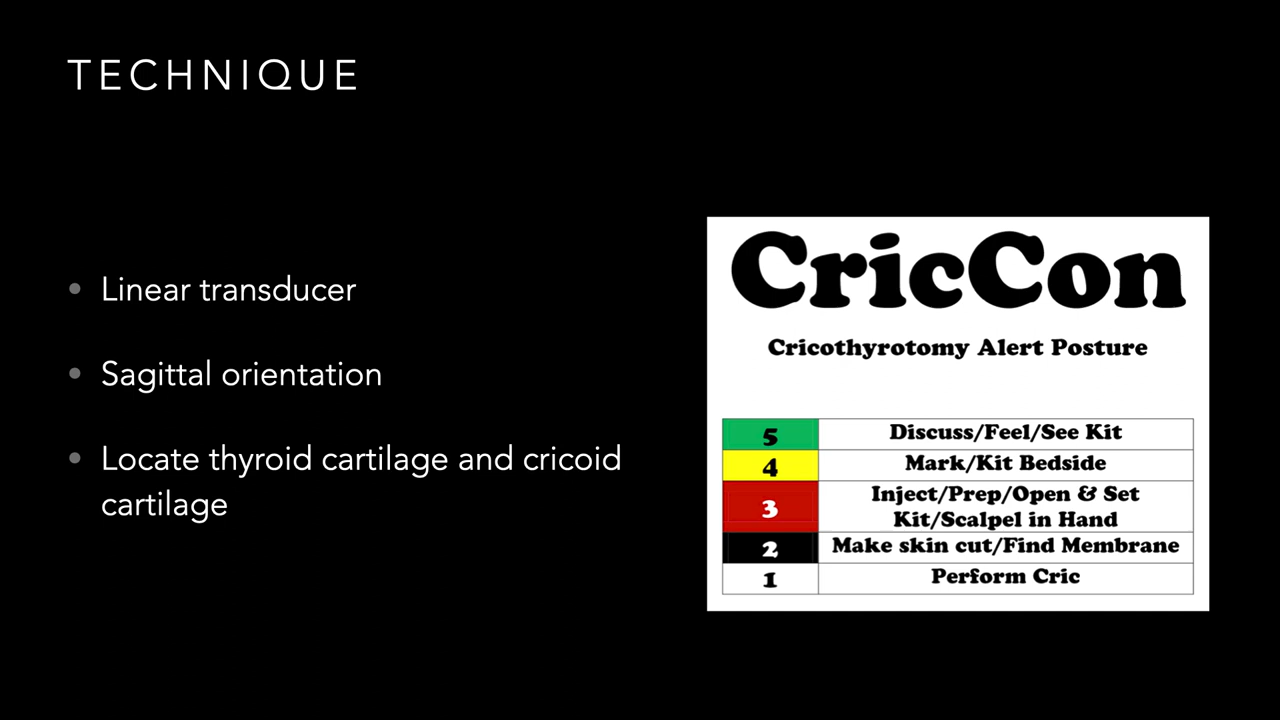 TECHNIQUE
Linear transducer
Sagittal orientation
Locate thyroid cartilage and cricoid
cartilage
CricCon
Cricothyrotomy Alert Posture
5 Discuss/Feel/See Kit
4 Mark/Kit Bedside
3 Inject/Prep/Open & Set
Kit/Scalpel in Hand
2 Make skin cut/Find Membrane
1 Perform Cric